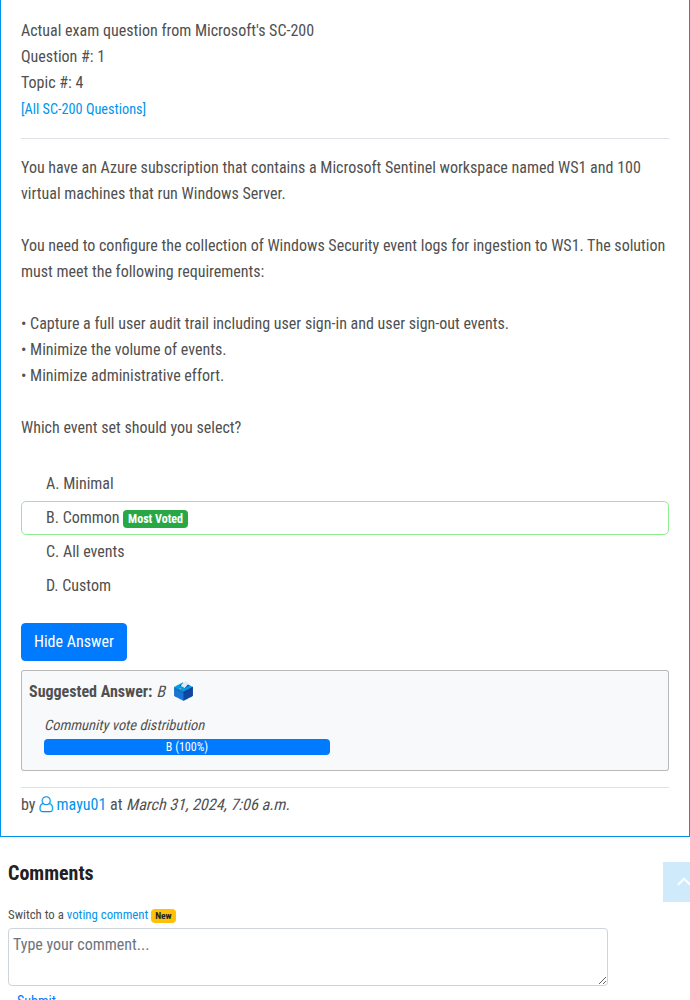 Actual exam question from Microsoft's SC-200
Question #: 1
Topic #: 4
[All SC-200 Questions]
You have an Azure subscription that contains a Microsoft Sentinel workspace named WS1 and 100
virtual machines that run Windows Server.
You need to configure the collection of Windows Security event logs for ingestion to WS1. The solution
must meet the following requirements:
• Capture a full user audit trail including user sign-in and user sign-out events.
• Minimize the volume of events.
• Minimize administrative effort.
Which event set should you select?
A. Minimal
B. Common Most Voted
C. All events
D. Custom
Hide Answer
Suggested Answer: B
Community vote distribution
B (100%)
by mayu01 at March 31, 2024, 7:06 a.m.
Comments
Switch to a voting comment New
Type your comment...
Submit